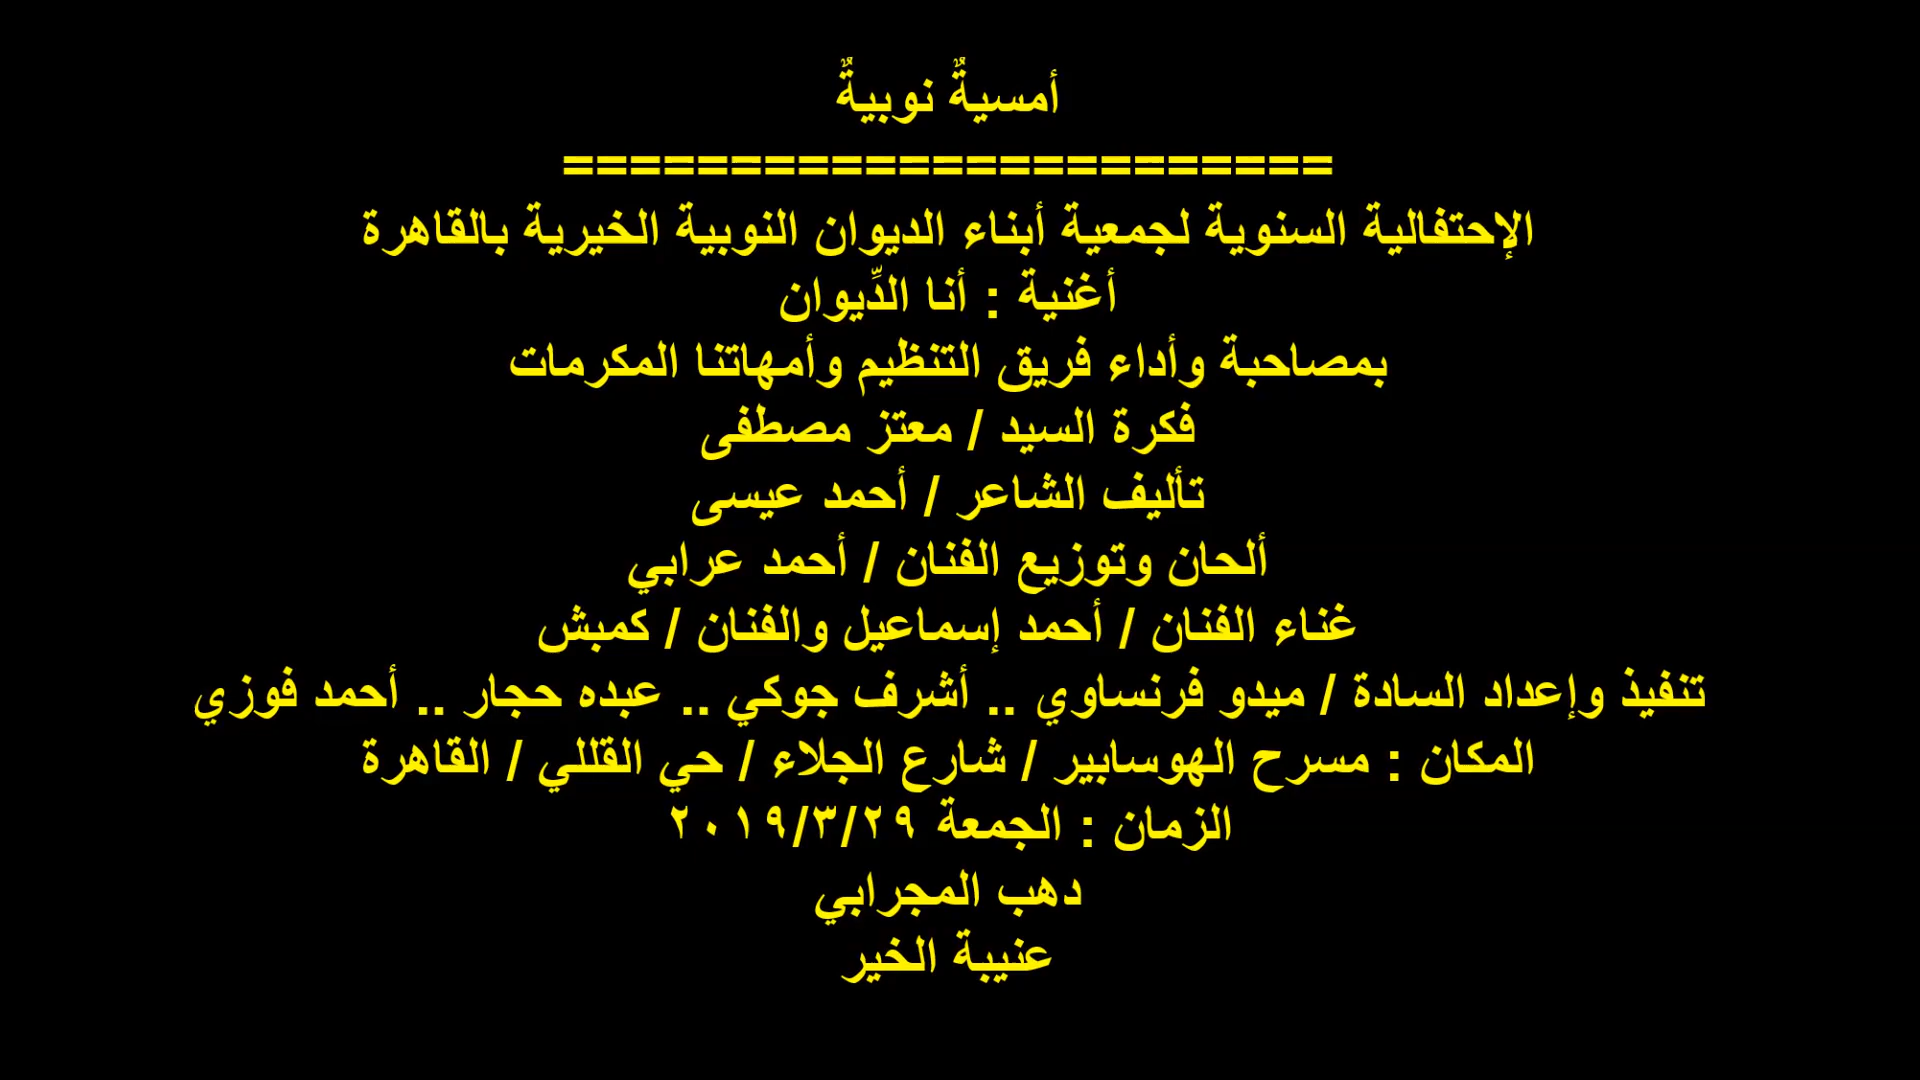 أمسيةٌ نوبيةٌ
=======================
الإحتفالية السنوية لجمعية أبناء الديوان النوبية الخيرية بالقاهرة
أغنية : أنا الدِّيوان
بمصاحبة وأداء فريق التنظيم وأمهاتنا المكرمات
فكرة السيد / معتز مصطفى
تأليف الشاعر / أحمد عيسى
ألحان وتوزيع الفنان / أحمد عرابي
غناء الفنان / أحمد إسماعيل والفنان / كمبش
تنفيذ وإعداد السادة / ميدو فرنساوي .. أشرف جوكي .. عبده حجار .. أحمد فوزي
المكان : مسرح الهوسابير / شارع الجلاء / حي القللي / القاهرة
الزمان : الجمعة ٢٠١٩/٣/٢٩
دهب المجرابي
عنيبة الخير